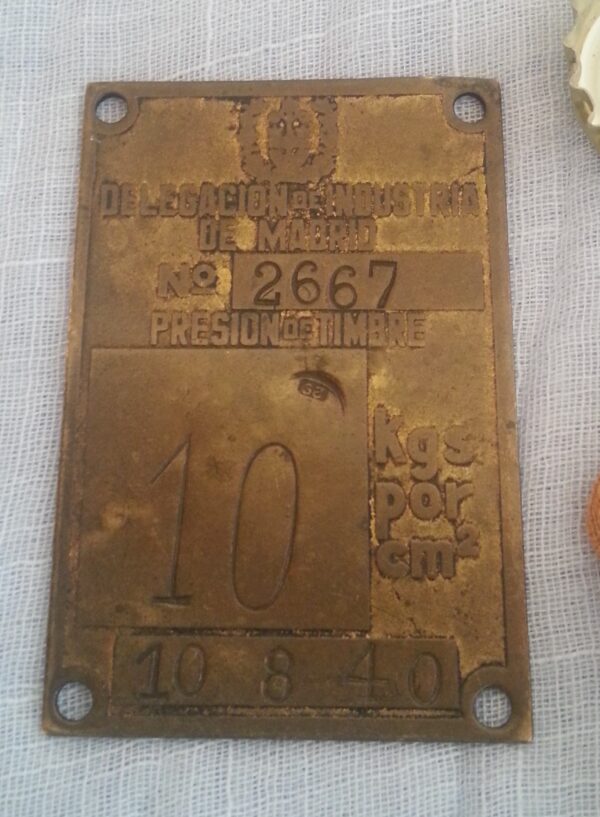 DELEGACION DE INDUSTRIA
DE MADRID
Nº 2667
PRESION DE TIMBRE
10
Kgs
por
cm²
10 8 40